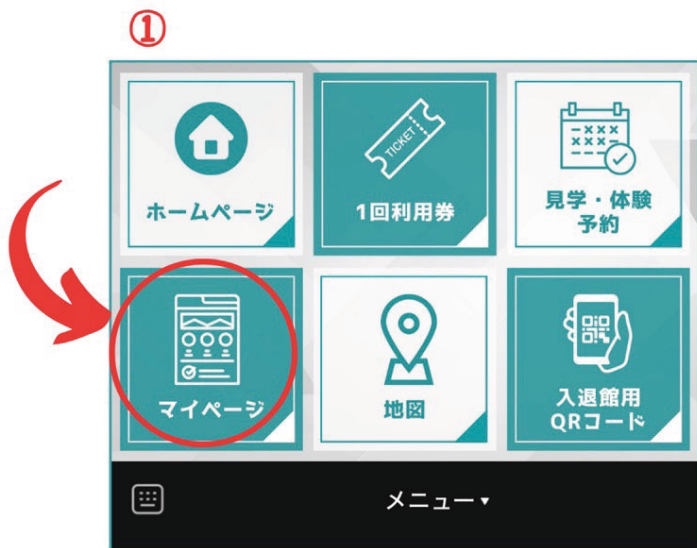 ①
ホームページ
TICKET
1回利用券
見学・体験
予約
マイページ
地図
入退館用
QRコード
メニュー▼